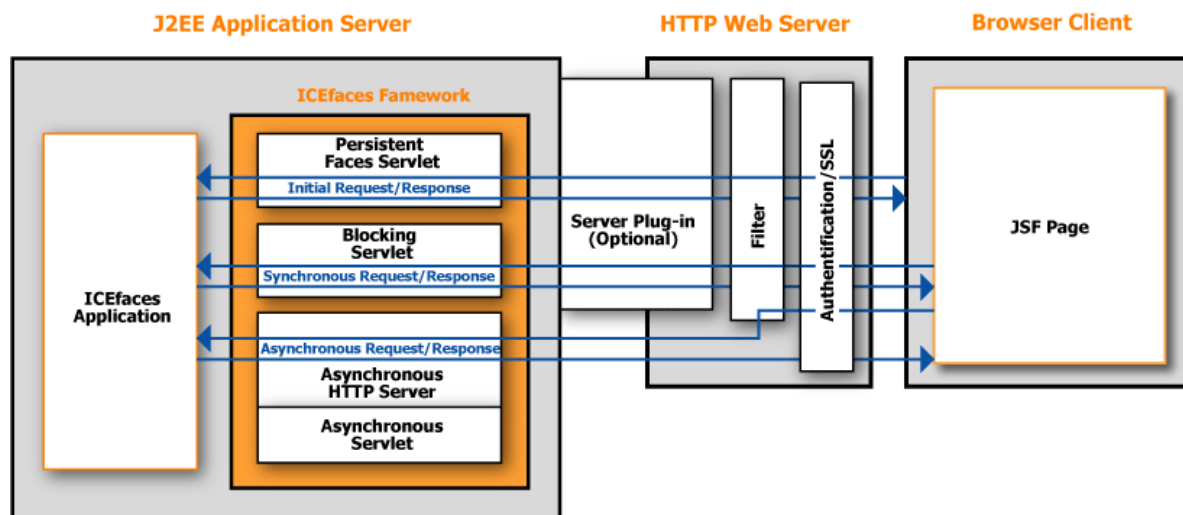 J2EE Application Server
HTTP Web Server
Browser Client
ICEfaces Famework
Persistent
Faces Servlet
Initial Request/Response
Blocking
Servlet
Synchronous Request/Response
ICEfaces
Application
Asynchronous Request/Response
Asynchronous
HTTP Server
Asynchronous
Servlet
Server Plug-in
(Optional)
Filter
Authentification/SSL
JSF Page